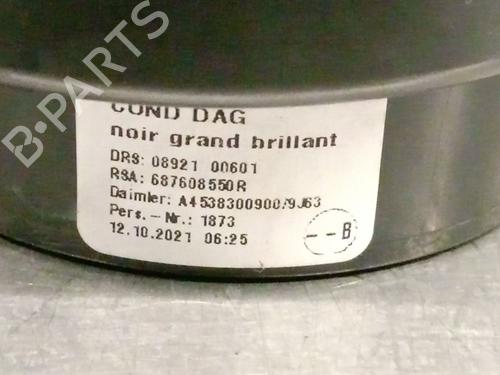 B-PARTS
COND DAG
noir grand brillant
DRS: 08921 00601
RSA: 687608550R
Daimler: A4538300900/9J63
Pers.-Nr.: 1873
12.10.2021 06:25
--B